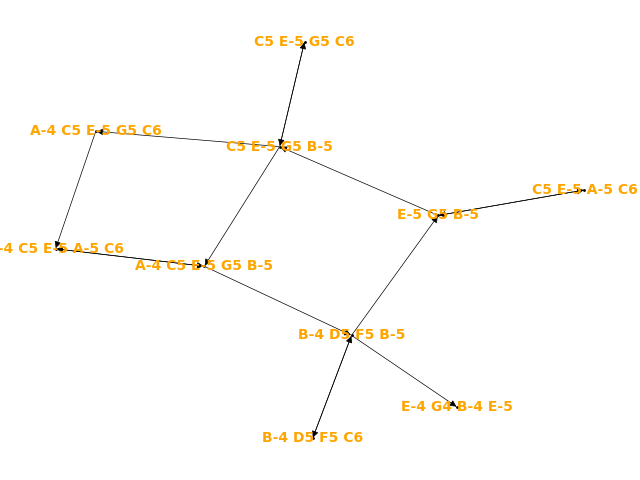 C5 E-5 G5 C6
A-4 C5 E-5 G5 C6
C5 E-5 G5 B-5
C5 E-5 A-5 C6
E-5 G5 B-5
-4 C5 E-5 A-5 C6
A-4 C5 E-5 G5 B-5
B-4 D5 F5 B-5
E-4 G4 B-4 E-5
B-4 D5 F5 C6